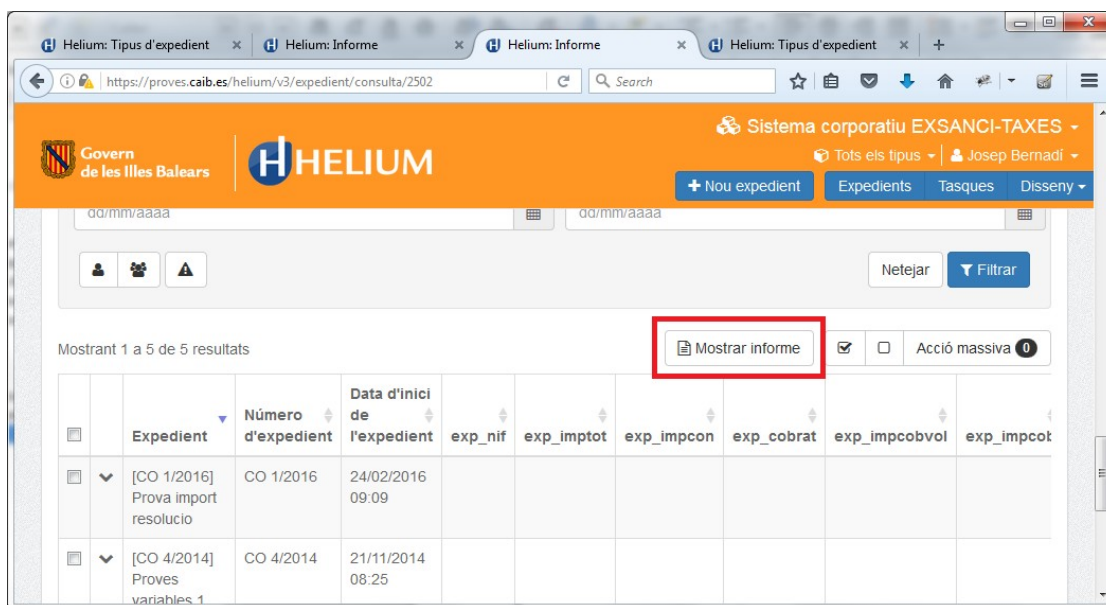 Helium: Tipus d'expedient
Helium: Informe
Helium: Informe
Helium: Tipus d'expedient
https://proves.caib.es/helium/v3/expedient/consulta/2502
Search
Govern
de les Illes Balears
HELIUM
Sistema corporatiu EXSANCI-TAXES
Tots els tipus
Josep Bernadí
Nou expedient
Expedients
Tasques
Disseny
dd/mm/aaaa
dd/mm/aaaa
Netejar
Filtrar
Mostrant 1 a 5 de 5 resultats
Mostrar informe
Acció massiva 0
Expedient
Número
d'expedient
Data d'inici
de
l'expedient
exp_nif
exp_imptot
exp_impcon
exp_cobrat
exp_impcobvol
exp_impcob
[CO 1/2016]
Prova import
resolucio
CO 1/2016
24/02/2016
09:09
[CO 4/2014]
Proves
variables 1
CO 4/2014
21/11/2014
08:25